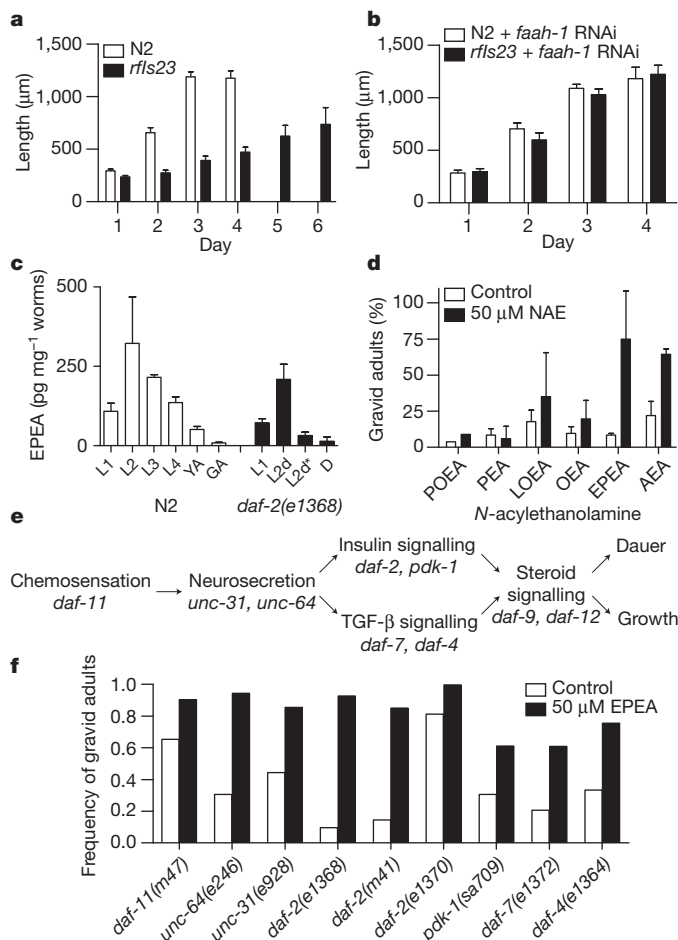 a
N2
rfIs23
Length (μm)
1,500
1,000
500
0
1 2 3 4 5 6
Day
b
N2 + faah-1 RNAi
rfIs23 + faah-1 RNAi
Length (μm)
1,500
1,000
500
0
1 2 3 4
Day
c
EPEA (pg mg⁻¹ worms)
500
250
0
L1 L2 L3 L4 YA GA L1 L2d L2d* D
N2 daf-2(e1368)
d
Control
50 μM NAE
Gravid adults (%)
100
75
50
25
0
POEA PEA LOEA OEA EPEA AEA
N-acylethanolamine
e
Chemosensation
daf-11
Neurosecretion
unc-31, unc-64
Insulin signalling
daf-2, pdk-1
TGF-β signalling
daf-7, daf-4
Steroid
signalling
daf-9, daf-12
Dauer
Growth
f
Control
50 μM EPEA
Frequency of gravid adults
1.0
0.8
0.6
0.4
0.2
0.0
daf-11(m47) unc-64(e246) unc-31(e928) daf-2(e1368) daf-2(m41) daf-2(e1370) pdk-1(sa709) daf-7(e1372) daf-4(e1364)